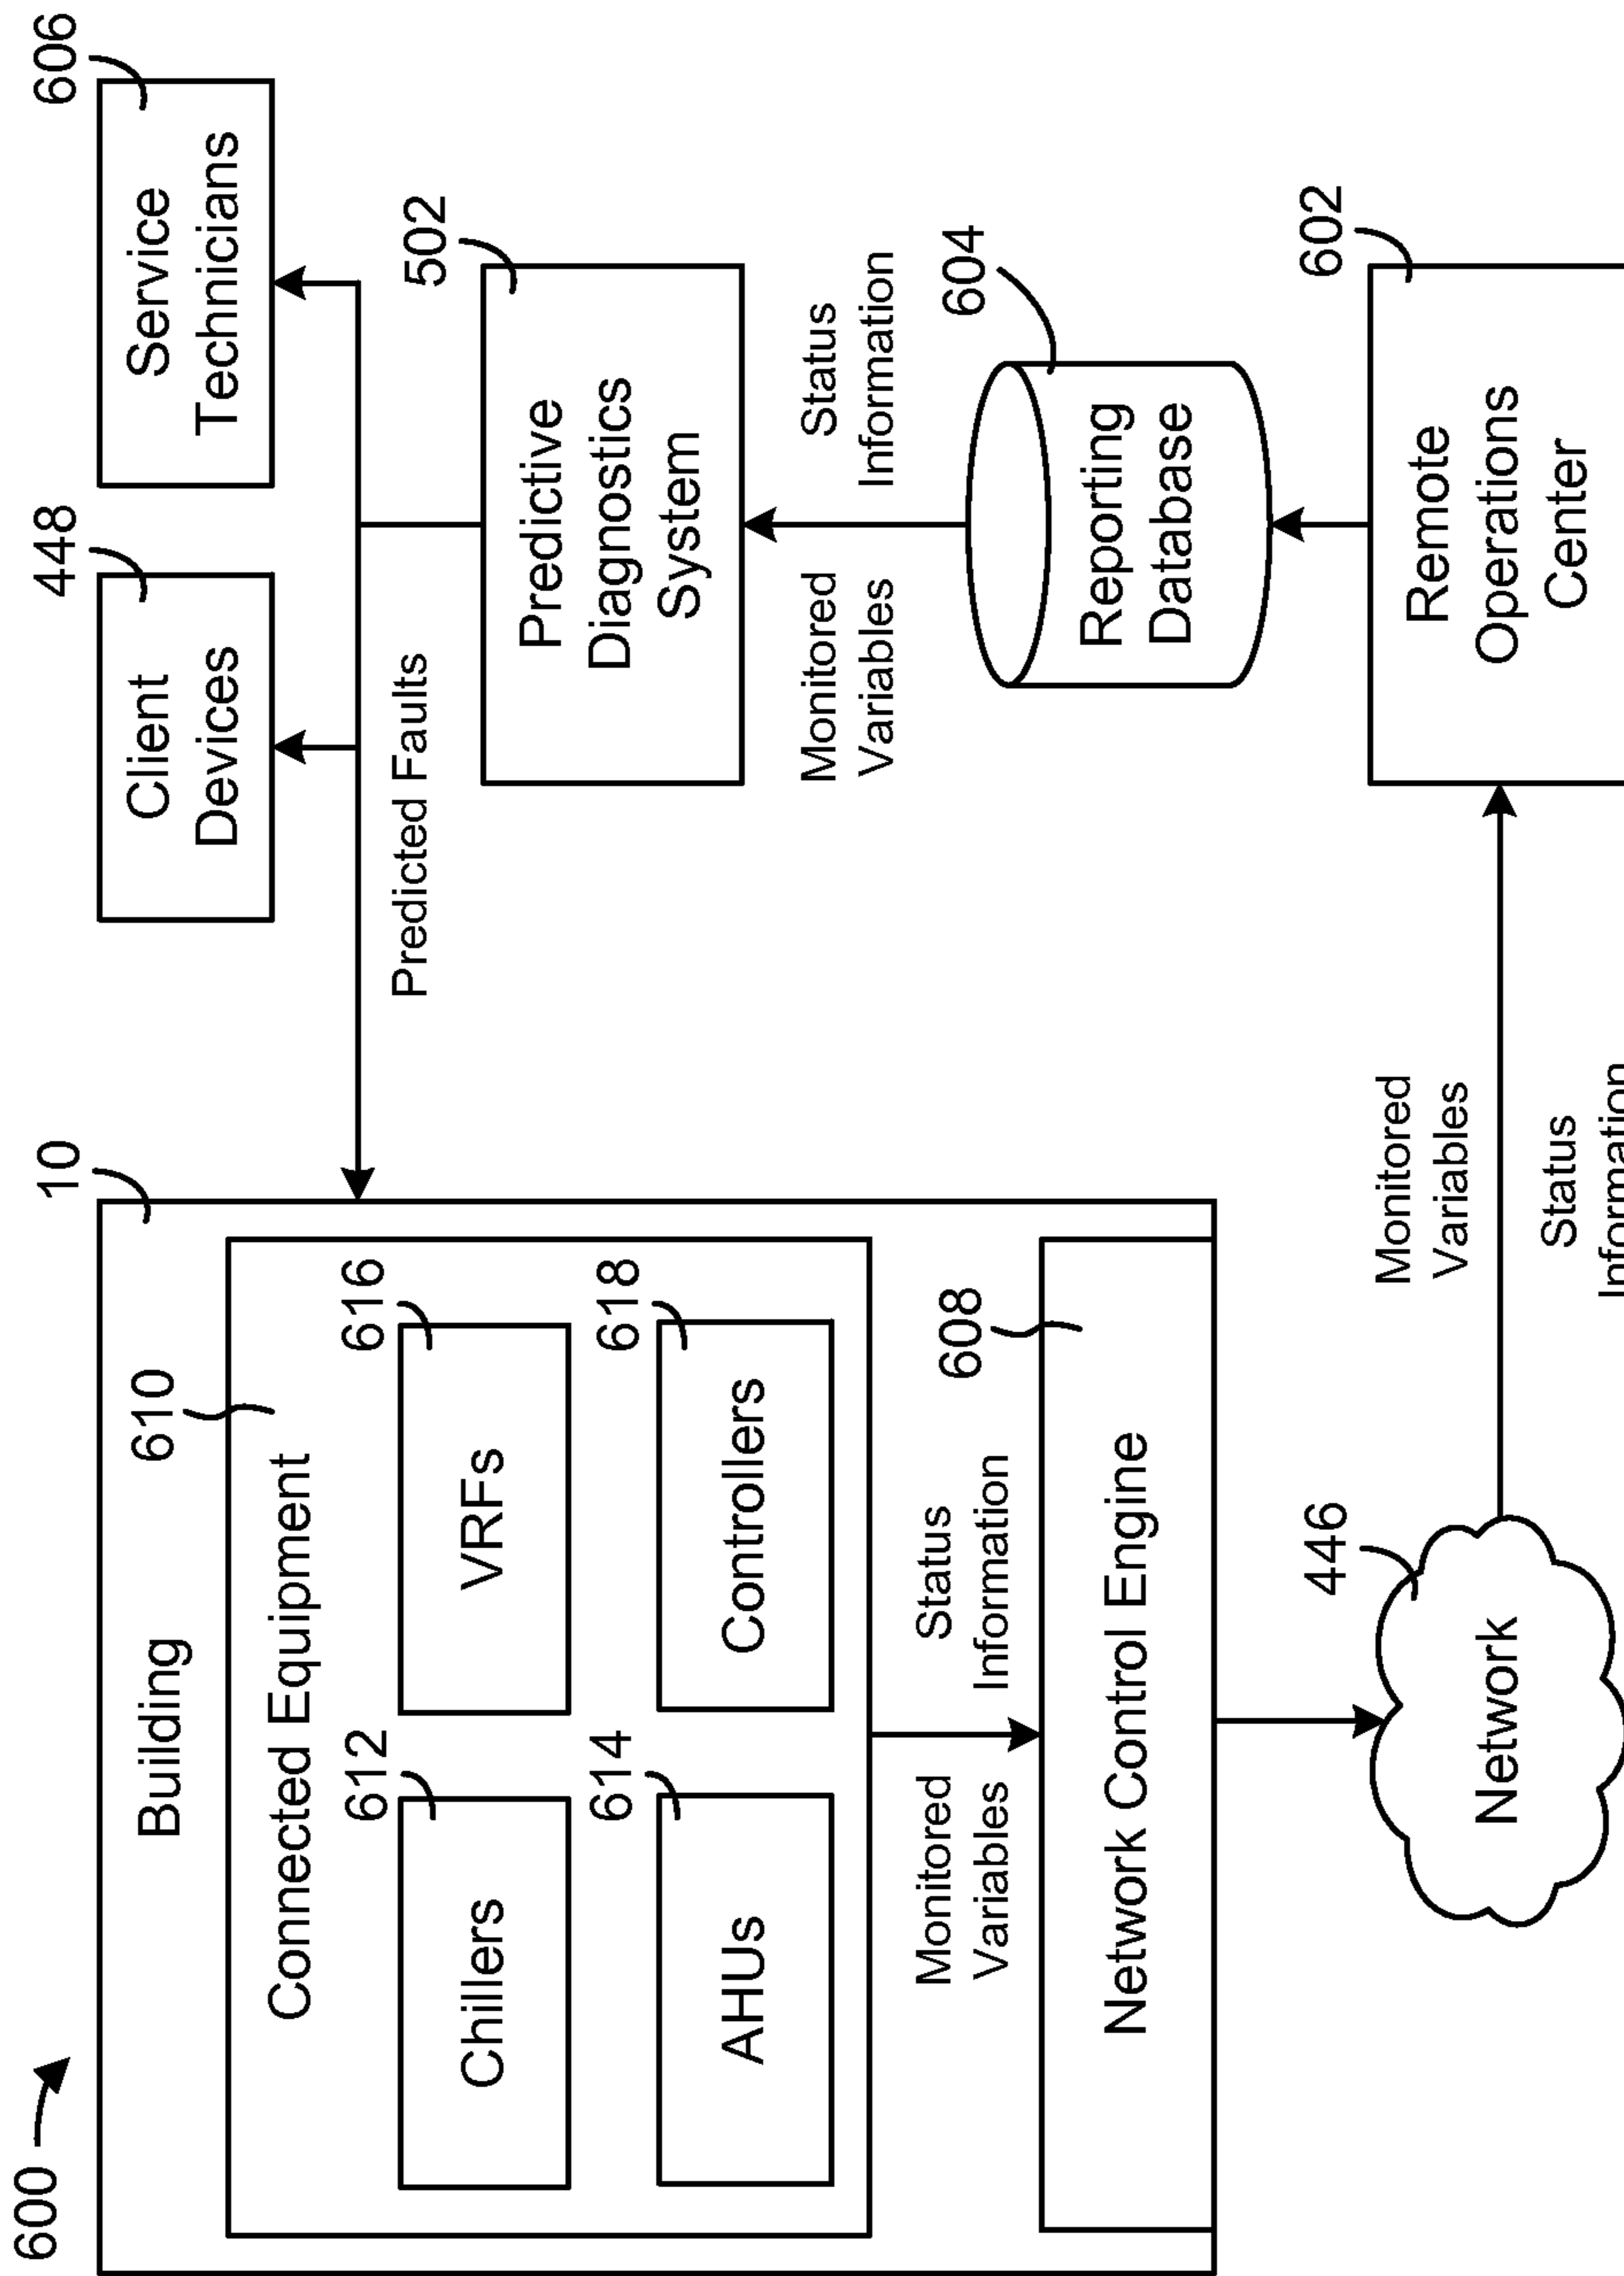 600
10
Building
610
Connected Equipment
612
Chillers
616
VRFs
614
AHUs
618
Controllers
Monitored
Variables
Status
Information
608
Network Control Engine
446
Network
Monitored
Variables
Status
Information
602
Remote
Operations
Center
604
Reporting
Database
Monitored
Variables
Status
Information
502
Predictive
Diagnostics
System
Predicted Faults
448
Client
Devices
606
Service
Technicians